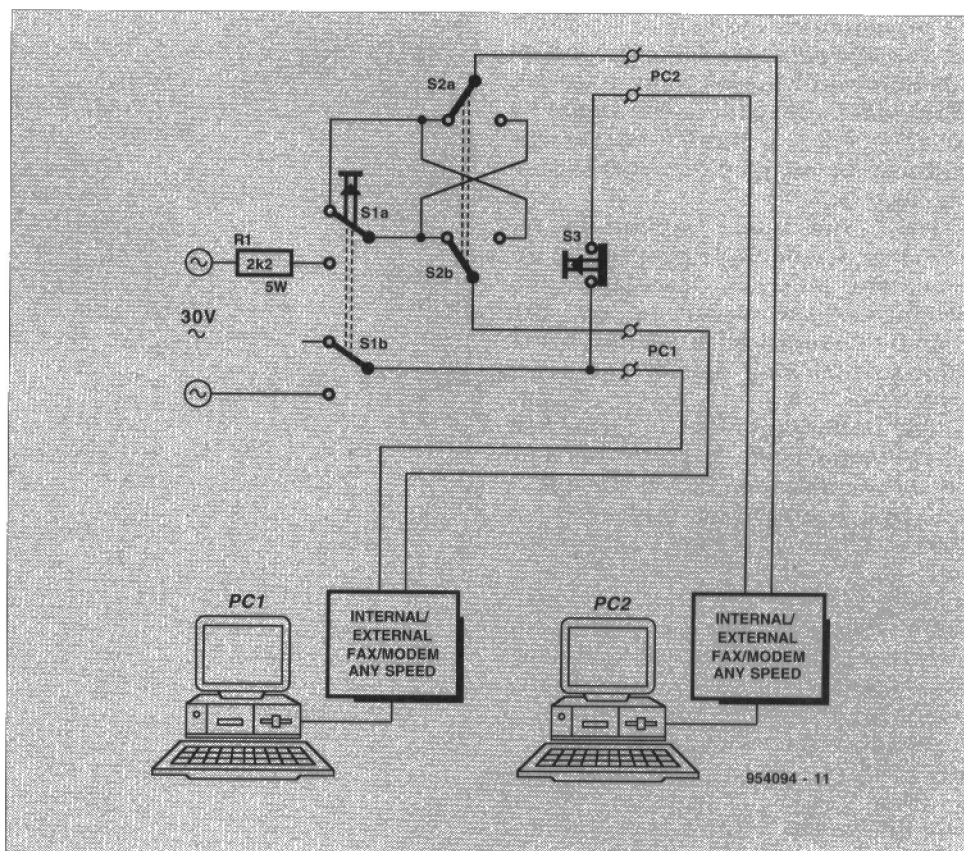 S2a
PC2
S1a
R1
2k2
5W
S2b
S3
30V
S1b
PC1
PC1
INTERNAL/
EXTERNAL
FAX/MODEM
ANY SPEED
PC2
INTERNAL/
EXTERNAL
FAX/MODEM
ANY SPEED
954094 - 11